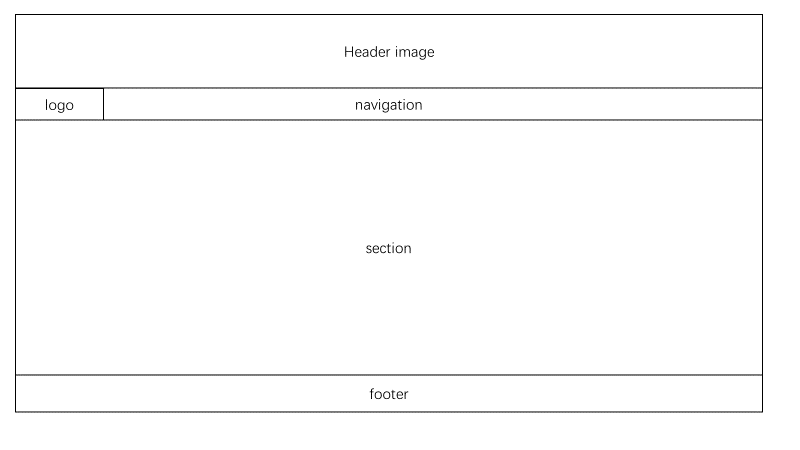 Header image
logo
navigation
section
footer